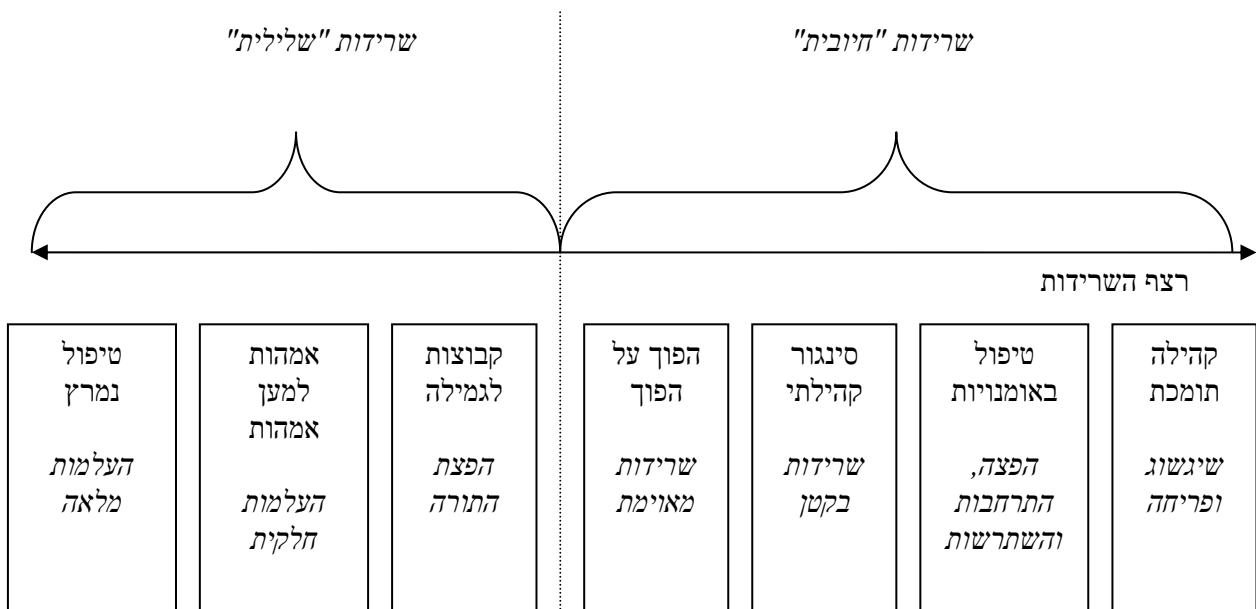 שרידות "חיובית"
שרידות "שלילית"
רצף השרידות
קהילה
תומכת
שיגשוג
ופריחה
טיפול
באומנויות
הפצה,
התרחבות
והשתרשות
סינגור
קהילתי
שרידות
בקטן
הפוך על
הפוך
שרידות
מאוימת
קבוצות
לגמילה
הפצת
התורה
אמהות
למען
אמהות
העלמות
חלקית
טיפול
נמרץ
העלמות
מלאה